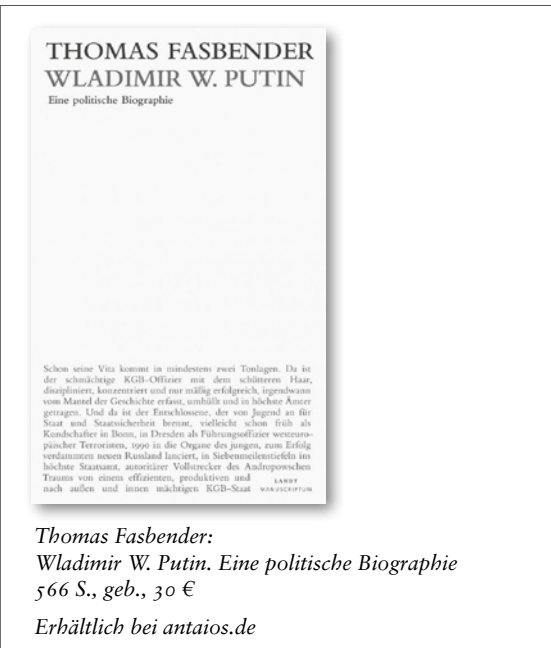 THOMAS FASBENDER
WLADIMIR W. PUTIN
Eine politische Biographie
Schon seine Vita kommt in mindestens zwei Tonlagen. Da ist
der schmächtige KGB-Offizier mit dem schütteren Haar,
diszipliniert, konzentriert und nur mäßig erfolgreich, irgendwann
vom Mantel der Geschichte erfasst, umhüllt und in höchste Ämter
getragen. Und da ist der Entschlossene, der von Jugend an für
Staat und Staatssicherheit brennt, vielleicht schon früh als
Kundschafter in Bonn, in Dresden als Führungsoffizier westeuro-
päischer Terroristen, 1990 in die Organe des jungen, zum Erfolg
verdammten neuen Russland lanciert, in Siebenmeilenstiefeln ins
höchste Staatsamt, autoritärer Vollstrecker des Andropowschen
Traums von einem effizienten, produktiven und
nach außen und innen mächtigen KGB-Staat
LANDT
MANUSCRIPTUM
Thomas Fasbender:
Wladimir W. Putin. Eine politische Biographie
566 S., geb., 30 €
Erhältlich bei antaios.de